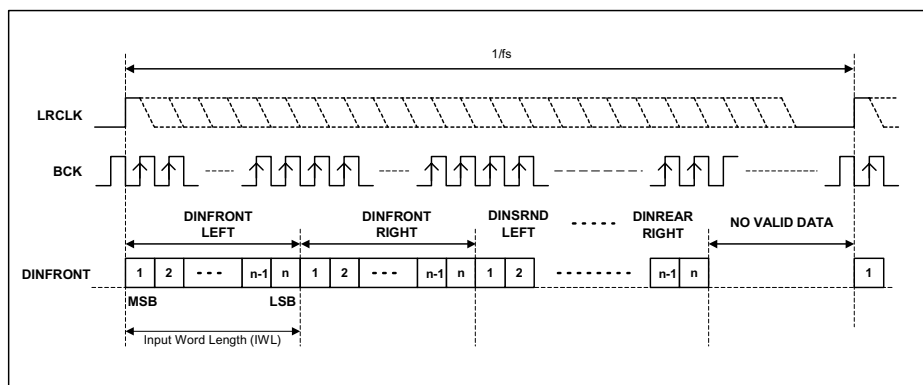 1/fs
LRCLK
BCK
DINFRONT
LEFT
DINFRONT
RIGHT
DINSRND
LEFT
DINREAR
RIGHT
NO VALID DATA
DINFRONT
1 2 n-1 n 1 2 n-1 n 1 2 n-1 n 1
MSB LSB
Input Word Length (IWL)